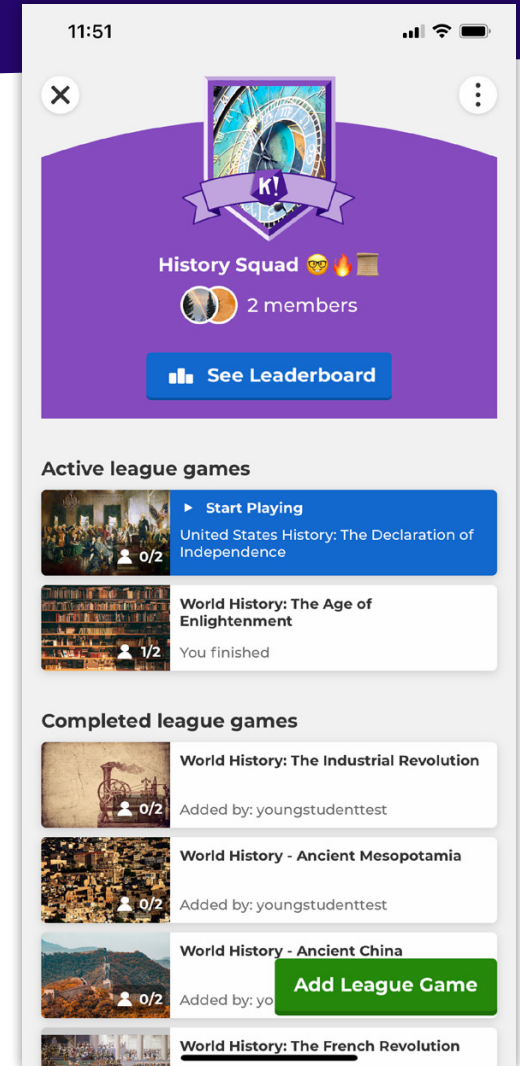 11:51
K!
History Squad 🤓🔥📜
2 members
See Leaderboard
Active league games
Start Playing
United States History: The Declaration of
Independence
0/2
World History: The Age of
Enlightenment
1/2
You finished
Completed league games
World History: The Industrial Revolution
0/2
Added by: youngstudenttest
World History - Ancient Mesopotamia
0/2
Added by: youngstudenttest
World History - Ancient China
0/2
Added by: yo
Add League Game
World History: The French Revolution